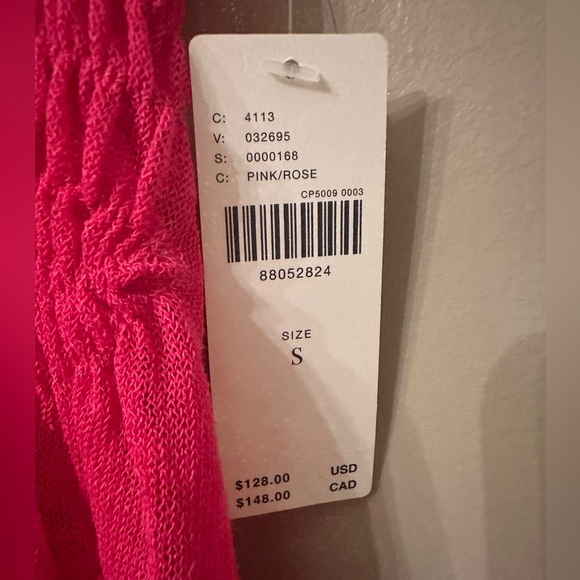 C: 4113
V: 032695
S: 0000168
C: PINK/ROSE
CP5009 0003
88052824
SIZE
S
$128.00 USD
$148.00 CAD